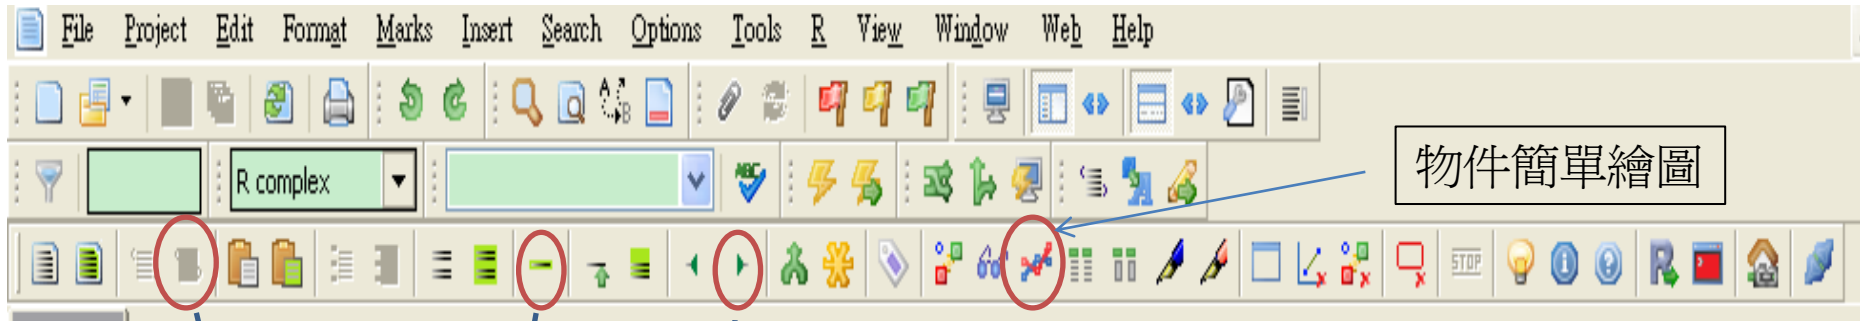 File Project Edit Format Marks Insert Search Options Tools R View Window Web Help
A B
R complex
ABC
物件簡單繪圖
STOP
R